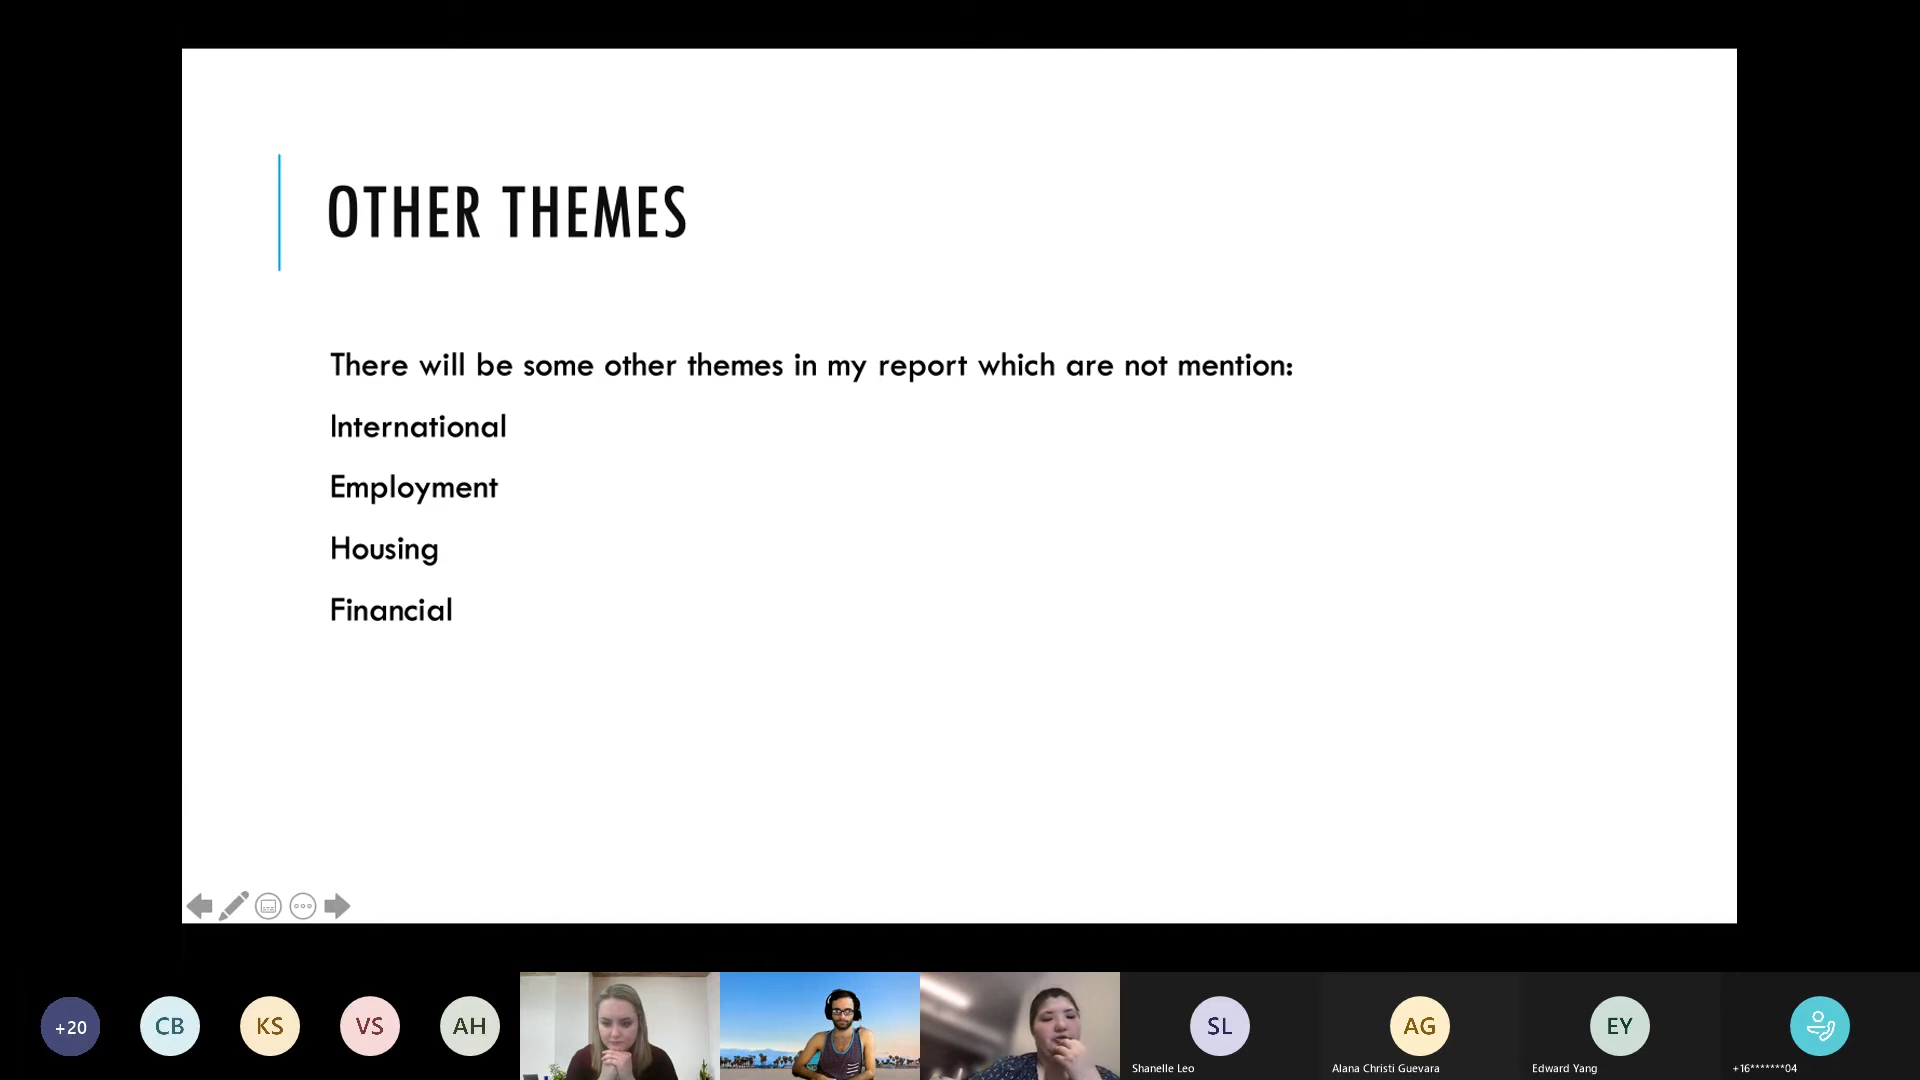 OTHER THEMES
There will be some other themes in my report which are not mention:
International
Employment
Housing
Financial
+20
CB
KS
VS
AH
SL
AG
EY
Shanelle Leo
Alana Christi Guevara
Edward Yang
+16*******04